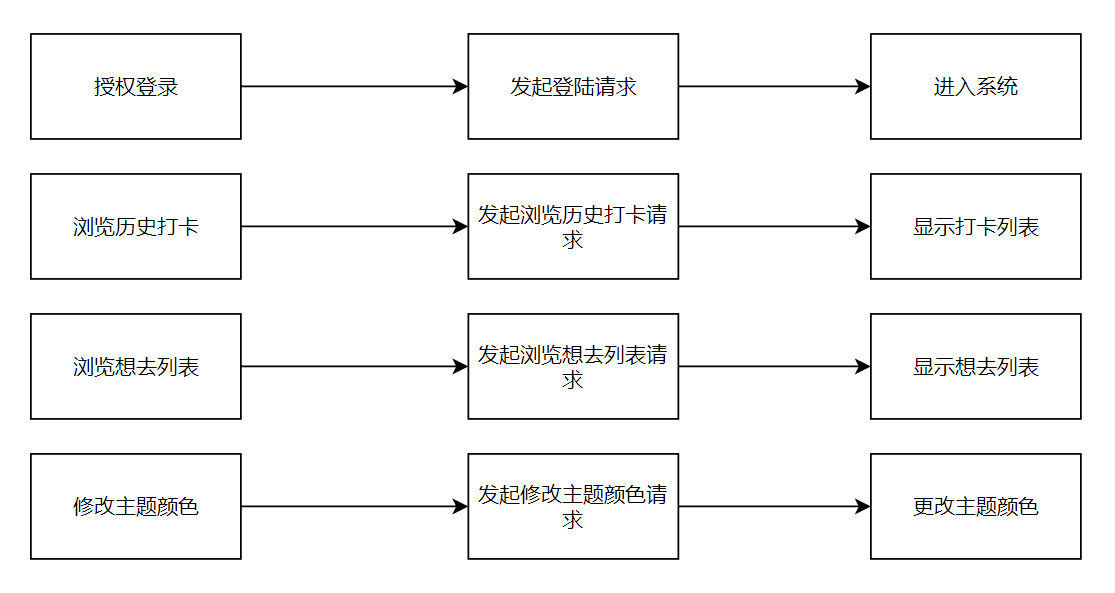 授权登录
发起登陆请求
进入系统
浏览历史打卡
发起浏览历史打卡请
求
显示打卡列表
浏览想去列表
发起浏览想去列表请
求
显示想去列表
修改主题颜色
发起修改主题颜色请
求
更改主题颜色